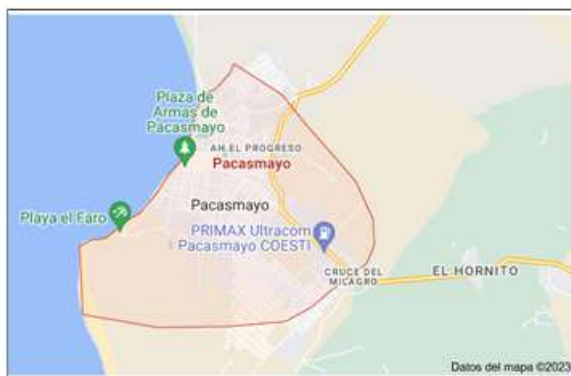 Plaza de
Armas de
Pacasmayo
AH EL PROGRESO
Pacasmayo
Pacasmayo
Playa el Faro
PRIMAX Ultracom
Pacasmayo COESTI
CRUCE DEL
MILAGRO
EL HORNITO
Datos del mapa ©2023